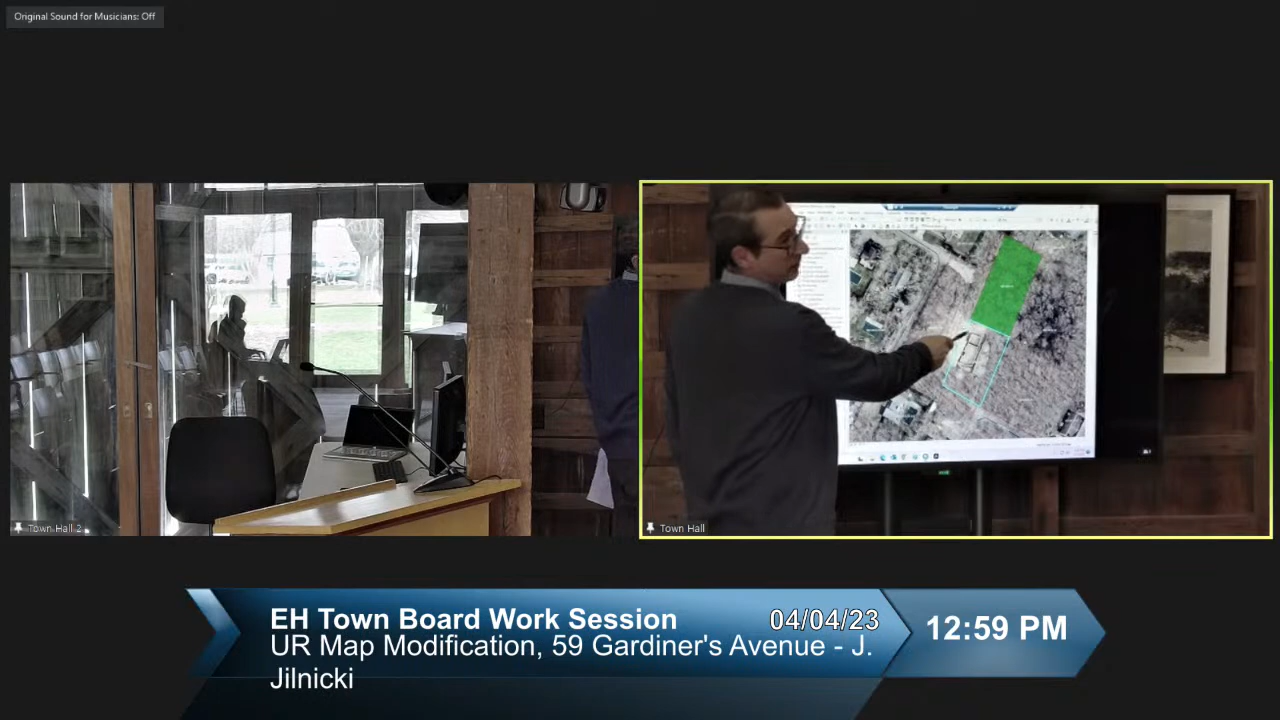 Original Sound for Musicians: Off
Town Hall 2
Town Hall
EH Town Board Work Session
04/04/23
12:59 PM
UR Map Modification, 59 Gardiner's Avenue - J.
Jilnicki